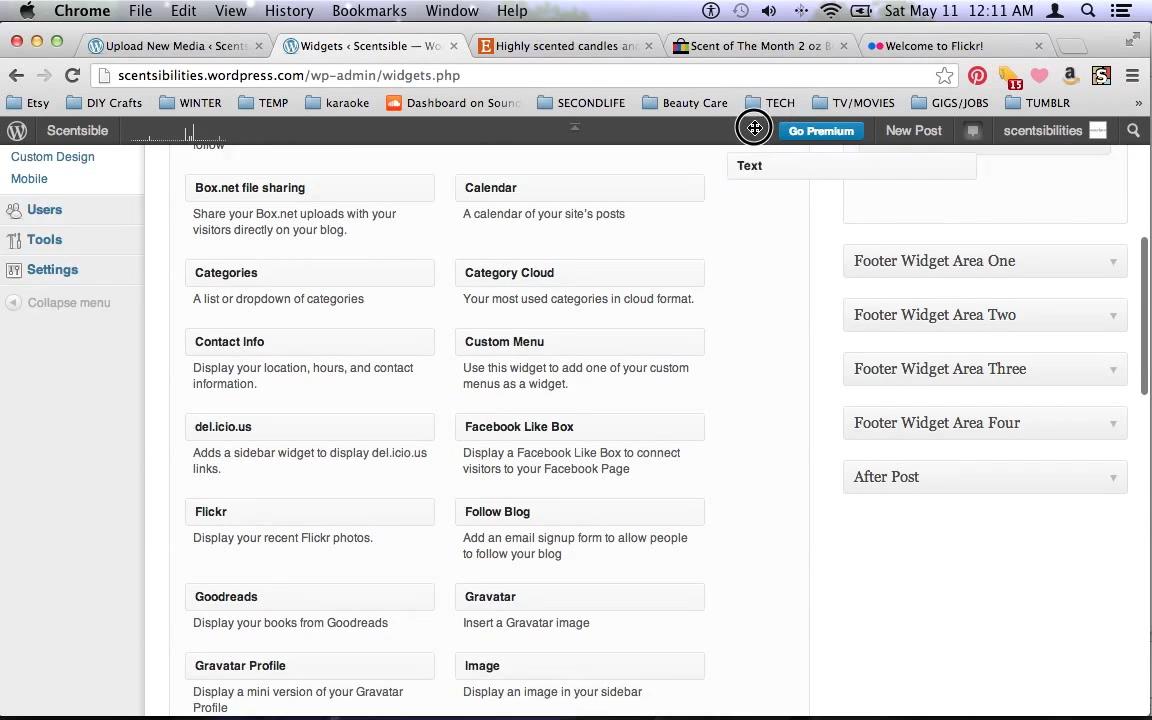 Chrome File Edit View History Bookmarks Window Help Sat May 11 12:11 AM
Upload New Media ‹ Scents Widgets ‹ Scentsible — Wo Highly scented candles and Scent of The Month 2 oz B Welcome to Flickr!
scentsibilities.wordpress.com/wp-admin/widgets.php
15
Etsy DIY Crafts WINTER TEMP karaoke Dashboard on Soun SECONDLIFE Beauty Care TECH TV/MOVIES GIGS/JOBS TUMBLR »
Scentsible Go Premium New Post scentsibilities
follow
Custom Design
Mobile
Users
Tools
Settings
Collapse menu
Text
Box.net file sharing
Share your Box.net uploads with your
visitors directly on your blog.
Calendar
A calendar of your site's posts
Categories
A list or dropdown of categories
Category Cloud
Your most used categories in cloud format.
Contact Info
Display your location, hours, and contact
information.
Custom Menu
Use this widget to add one of your custom
menus as a widget.
del.icio.us
Adds a sidebar widget to display del.icio.us
links.
Facebook Like Box
Display a Facebook Like Box to connect
visitors to your Facebook Page
Flickr
Display your recent Flickr photos.
Follow Blog
Add an email signup form to allow people
to follow your blog
Goodreads
Display your books from Goodreads
Gravatar
Insert a Gravatar image
Gravatar Profile
Display a mini version of your Gravatar
Profile
Image
Display an image in your sidebar
Footer Widget Area One
Footer Widget Area Two
Footer Widget Area Three
Footer Widget Area Four
After Post